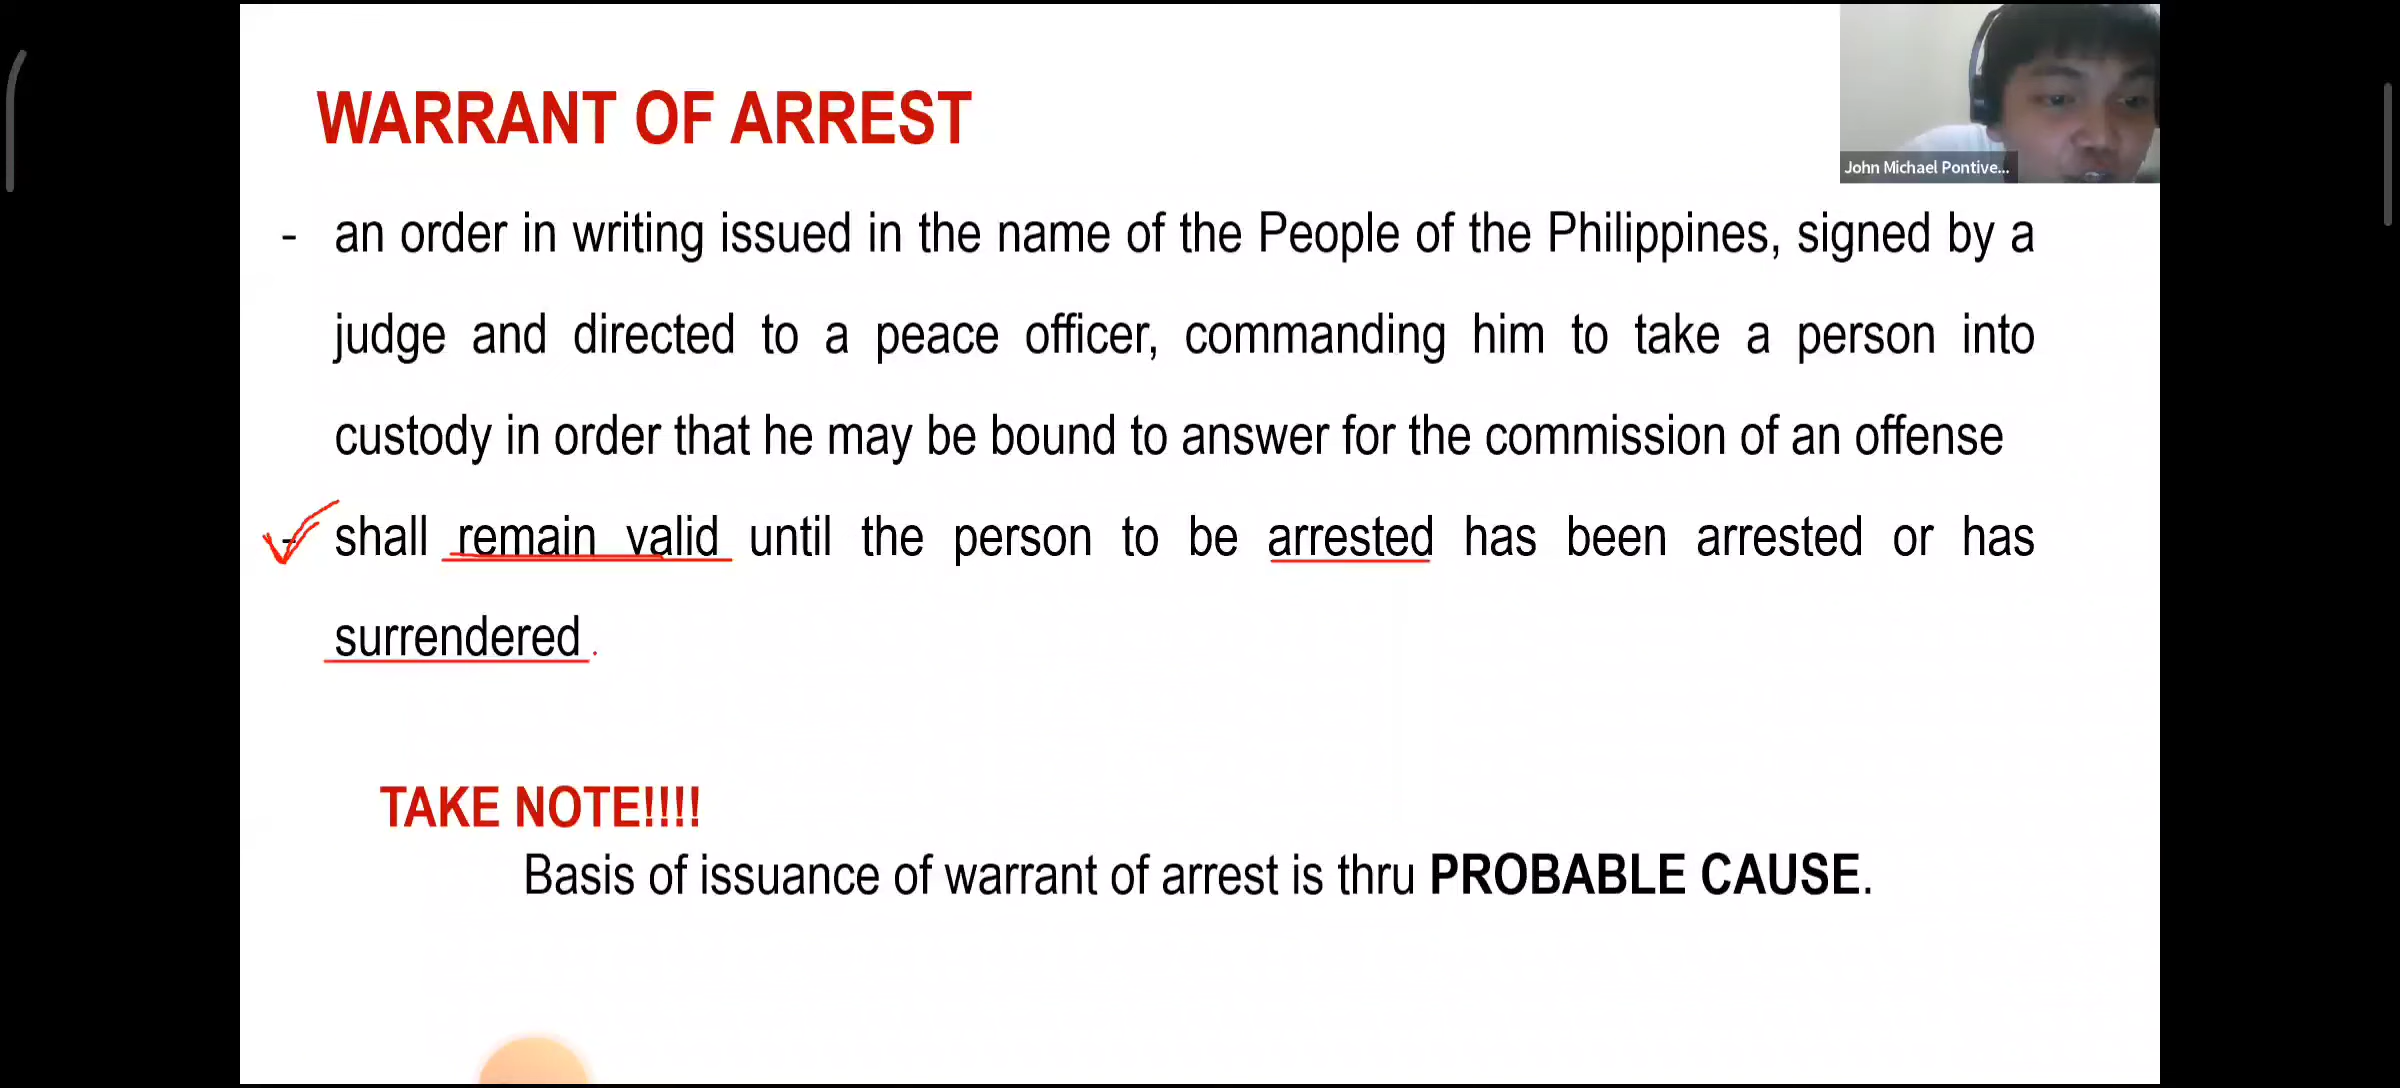 WARRANT OF ARREST
John Michael Pontive...
- an order in writing issued in the name of the People of the Philippines, signed by a
judge and directed to a peace officer, commanding him to take a person into
custody in order that he may be bound to answer for the commission of an offense
- shall remain valid until the person to be arrested has been arrested or has
surrendered.
TAKE NOTE!!!!
Basis of issuance of warrant of arrest is thru PROBABLE CAUSE.